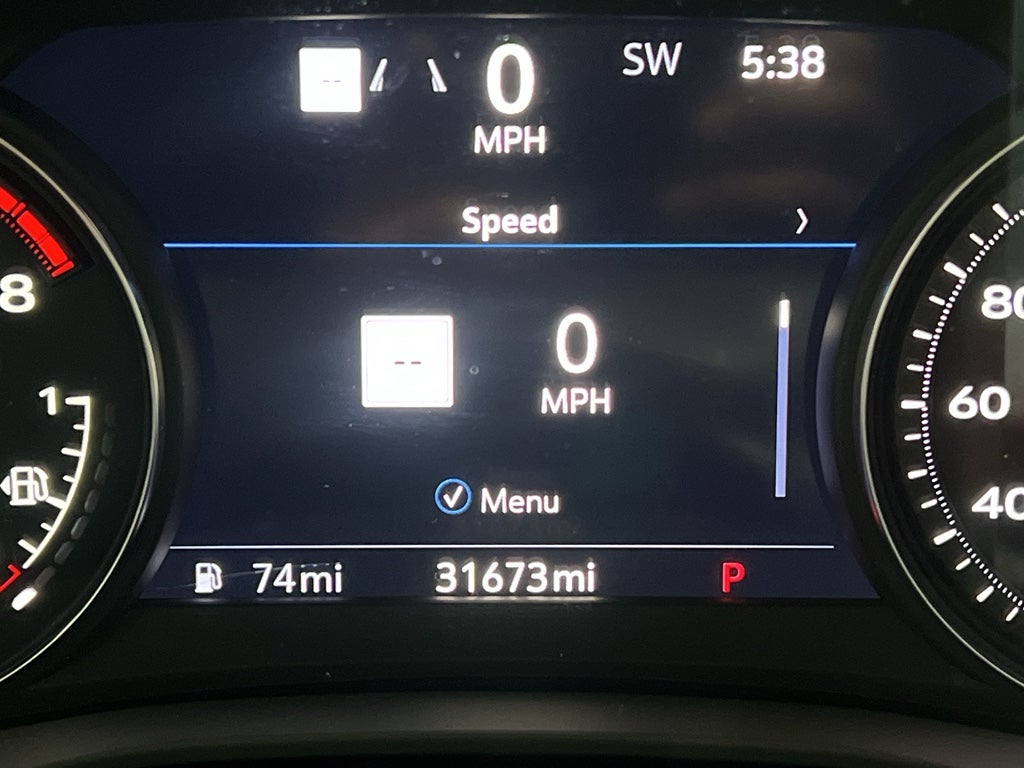 -- 0 SW 5:38
MPH
Speed
8
80
-- 0
MPH
1
60
Menu
40
74mi 31673mi P